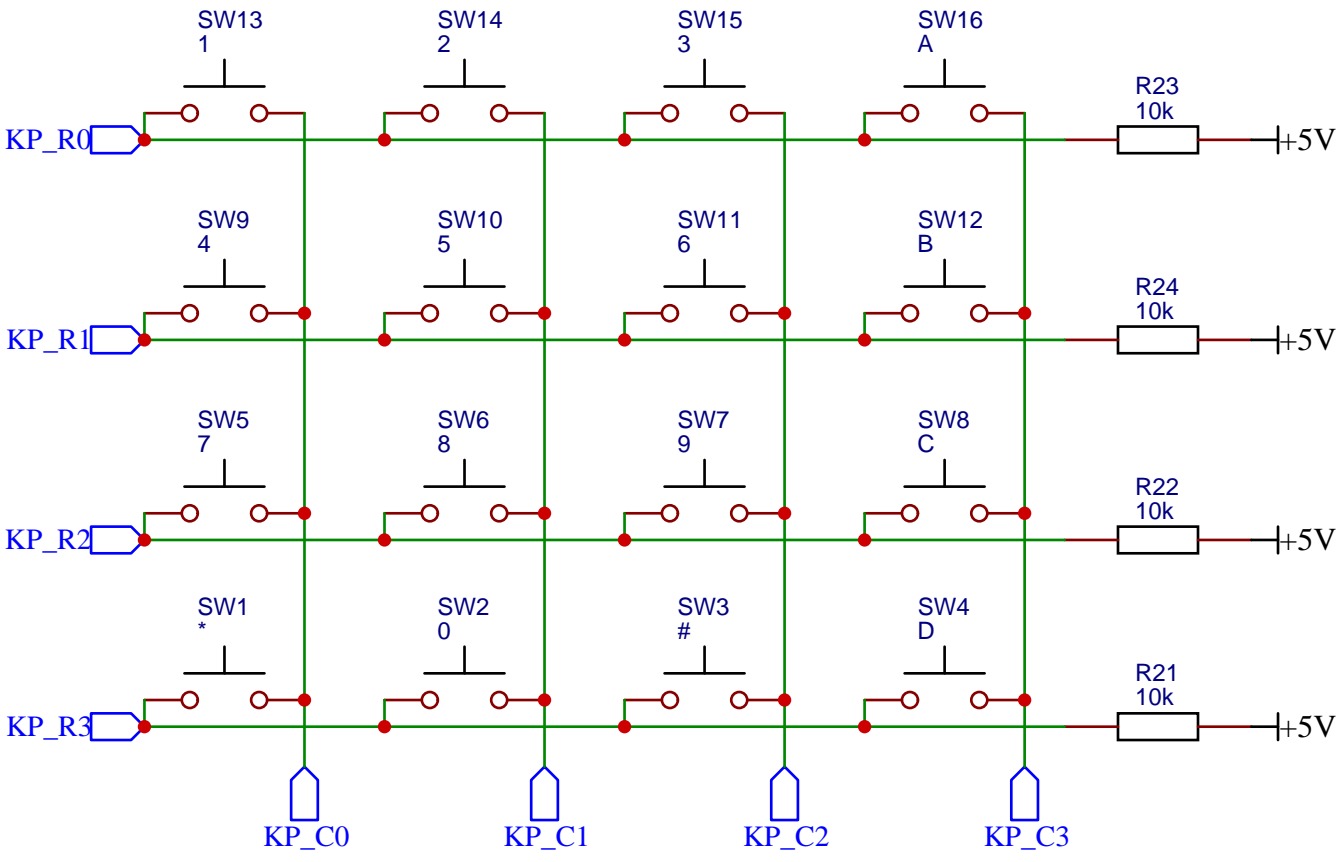 SW13
1
SW14
2
SW15
3
SW16
A
R23
10k
KP_R0
+5V
SW9
4
SW10
5
SW11
6
SW12
B
R24
10k
KP_R1
+5V
SW5
7
SW6
8
SW7
9
SW8
C
R22
10k
KP_R2
+5V
SW1
*
SW2
0
SW3
#
SW4
D
R21
10k
KP_R3
+5V
KP_C0
KP_C1
KP_C2
KP_C3